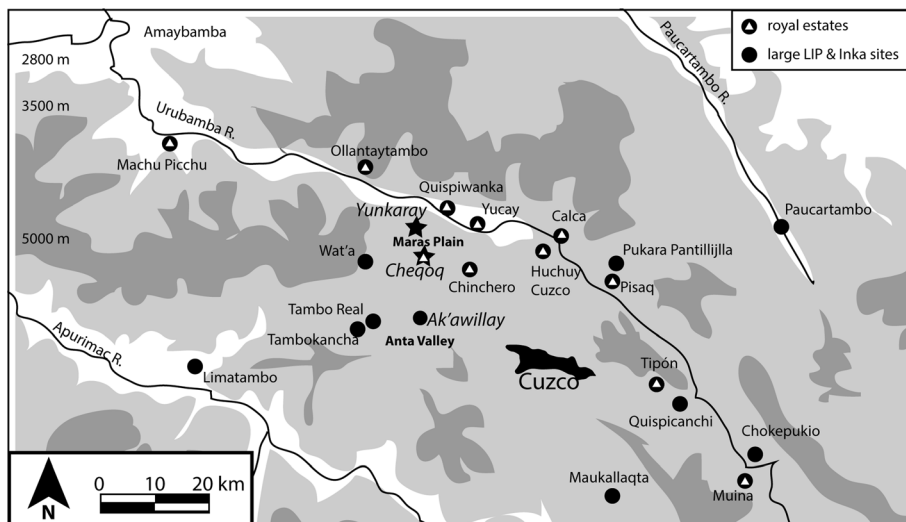 Amaybamba
2800 m
3500 m
5000 m
Urubamba R.
Paucartambo R.
Apurimac R.
royal estates
large LIP & Inka sites
Machu Picchu
Ollantaytambo
Quispiwanka
Yunkaray
Yucay
Calca
Paucartambo
Maras Plain
Wat'a
Cheqoq
Chinchero
Huchuy
Cuzco
Pukara Pantillijlla
Pisaq
Tambo Real
Ak'awillay
Tambokancha
Anta Valley
Limatambo
Cuzco
Tipón
Quispicanchi
Chokepukio
Maukallaqta
Muina
0 10 20 km
N